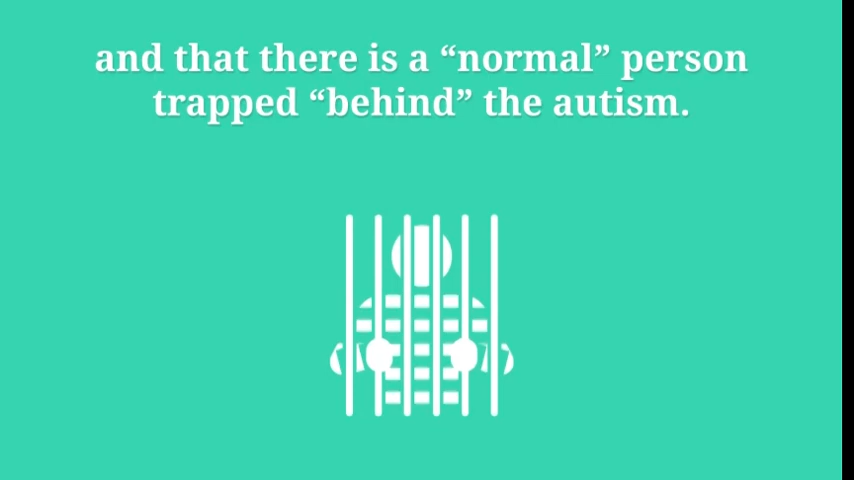 and that there is a “normal” person
trapped “behind” the autism.